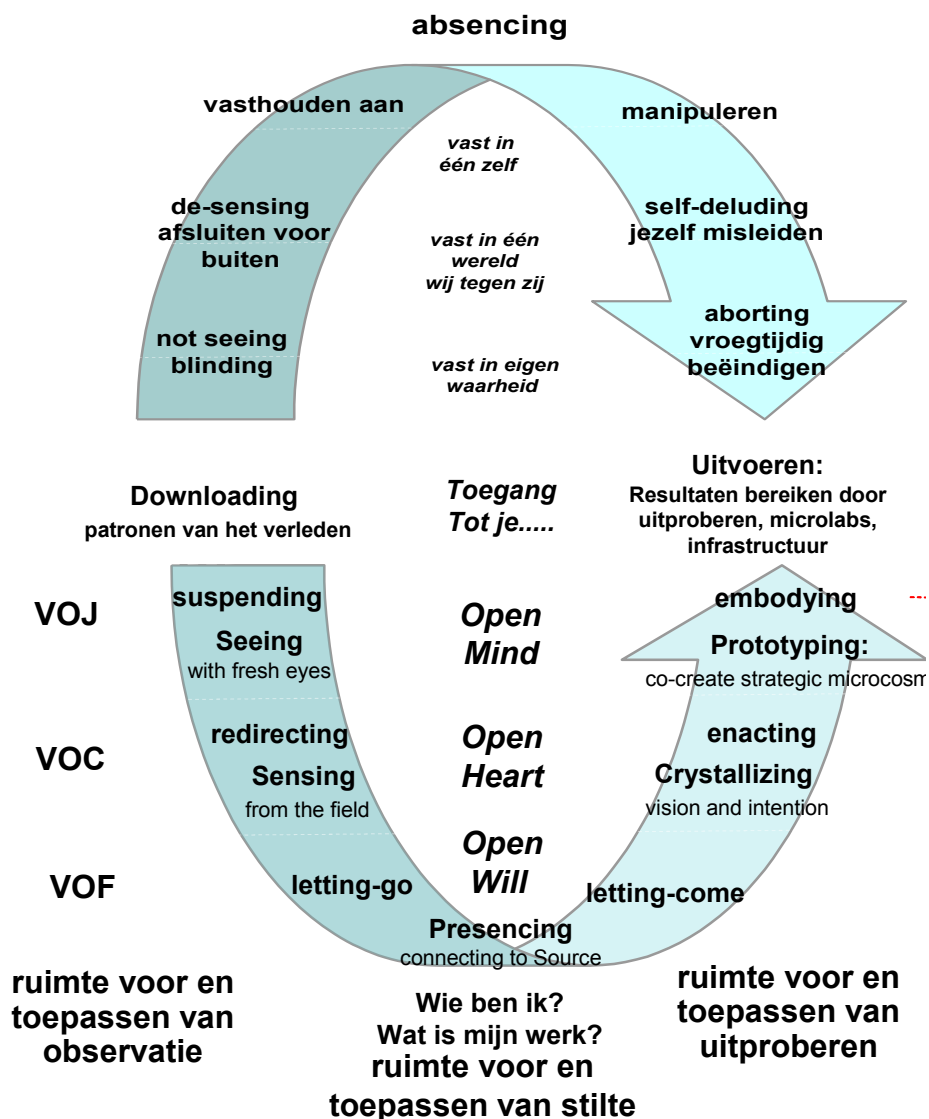 absencing
vasthouden aan
manipuleren
vast in
één zelf
de-sensing
afsluiten voor
buiten
self-deluding
jezelf misleiden
vast in één
wereld
wij tegen zij
not seeing
blinding
aborting
vroegtijdig
beëindigen
vast in eigen
waarheid
Downloading
patronen van het verleden
Toegang
Tot je.....
Uitvoeren:
Resultaten bereiken door
uitproberen, microlabs,
infrastructuur
VOJ
suspending
Seeing
with fresh eyes
Open
Mind
embodying
Prototyping:
co-create strategic microcosm
VOC
redirecting
Sensing
from the field
Open
Heart
enacting
Crystallizing
vision and intention
VOF
letting-go
Open
Will
letting-come
Presencing
connecting to Source
ruimte voor en
toepassen van
observatie
Wie ben ik?
Wat is mijn werk?
ruimte voor en
toepassen van stilte
ruimte voor en
toepassen van
uitproberen